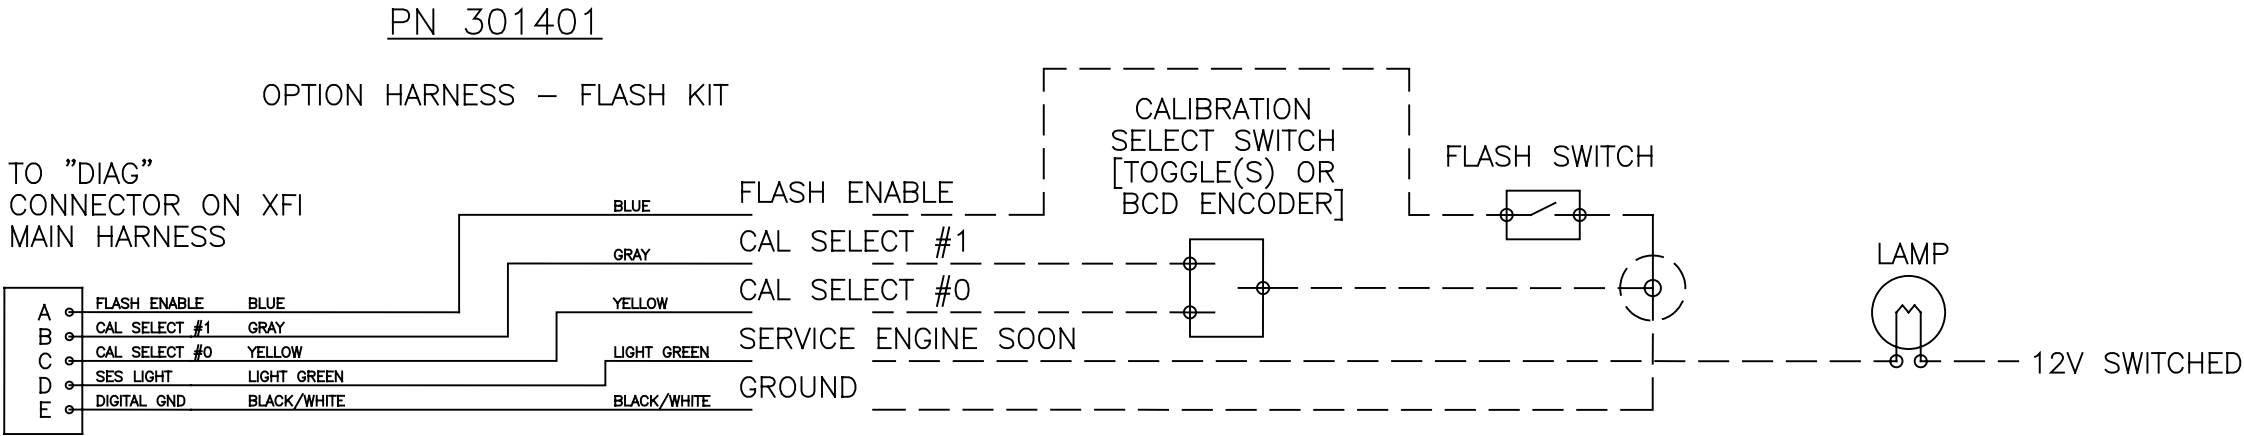 PN 301401
OPTION HARNESS – FLASH KIT
TO "DIAG"
CONNECTOR ON XFI
MAIN HARNESS
A FLASH ENABLE BLUE
B CAL SELECT #1 GRAY
C CAL SELECT #0 YELLOW
D SES LIGHT LIGHT GREEN
E DIGITAL GND BLACK/WHITE
BLUE FLASH ENABLE
GRAY CAL SELECT #1
YELLOW CAL SELECT #0
LIGHT GREEN SERVICE ENGINE SOON
BLACK/WHITE GROUND
CALIBRATION
SELECT SWITCH
[TOGGLE(S) OR
BCD ENCODER]
FLASH SWITCH
LAMP
12V SWITCHED